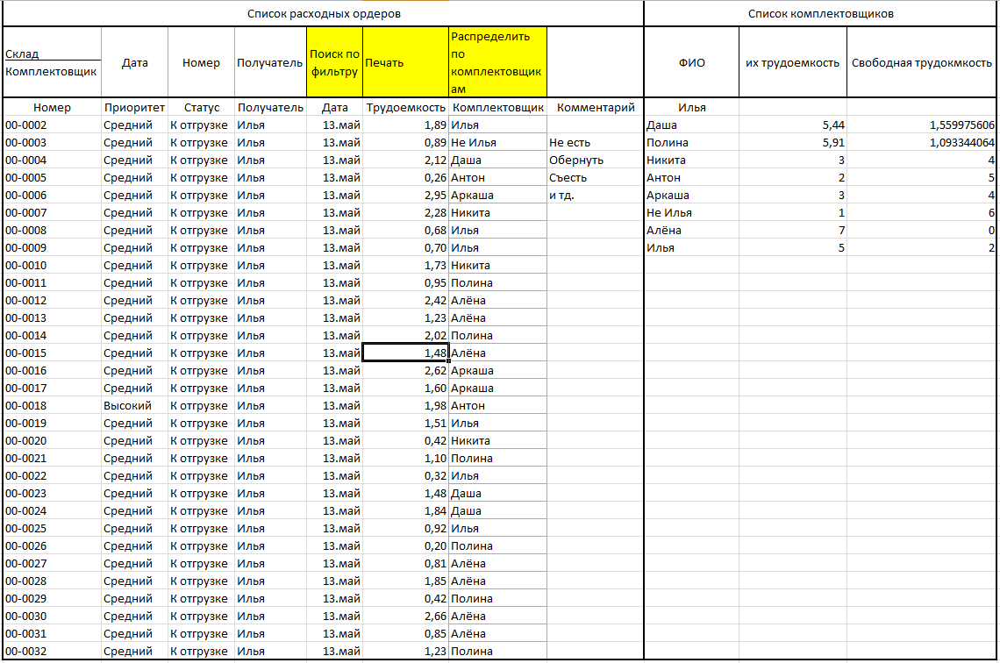 Список расходных ордеров Список комплектовщиков
Склад
Комплектовщик Дата Номер Получатель Поиск по фильтру Печать Распределить по комплектовщикам ФИО их трудоемкость Свободная трудокмкость
Номер Приоритет Статус Получатель Дата Трудоемкость Комплектовщик Комментарий Илья
00-0002 Средний К отгрузке Илья 13.май 1,89 Илья Даша 5,44 1,559975606
00-0003 Средний К отгрузке Илья 13.май 0,89 Не Илья Не есть Полина 5,91 1,093344064
00-0004 Средний К отгрузке Илья 13.май 2,12 Даша Обернуть Никита 3 4
00-0005 Средний К отгрузке Илья 13.май 0,26 Антон Съесть Антон 2 5
00-0006 Средний К отгрузке Илья 13.май 2,95 Аркаша и тд. Аркаша 3 4
00-0007 Средний К отгрузке Илья 13.май 2,28 Никита Не Илья 1 6
00-0008 Средний К отгрузке Илья 13.май 0,68 Илья Алёна 7 0
00-0009 Средний К отгрузке Илья 13.май 0,70 Илья Илья 5 2
00-0010 Средний К отгрузке Илья 13.май 1,73 Никита
00-0011 Средний К отгрузке Илья 13.май 0,95 Полина
00-0012 Средний К отгрузке Илья 13.май 2,42 Алёна
00-0013 Средний К отгрузке Илья 13.май 1,23 Алёна
00-0014 Средний К отгрузке Илья 13.май 2,02 Полина
00-0015 Средний К отгрузке Илья 13.май 1,48 Алёна
00-0016 Средний К отгрузке Илья 13.май 2,62 Аркаша
00-0017 Средний К отгрузке Илья 13.май 1,60 Аркаша
00-0018 Высокий К отгрузке Илья 13.май 1,98 Антон
00-0019 Средний К отгрузке Илья 13.май 1,51 Илья
00-0020 Средний К отгрузке Илья 13.май 0,42 Никита
00-0021 Средний К отгрузке Илья 13.май 1,10 Полина
00-0022 Средний К отгрузке Илья 13.май 0,32 Илья
00-0023 Средний К отгрузке Илья 13.май 1,48 Даша
00-0024 Средний К отгрузке Илья 13.май 1,84 Даша
00-0025 Средний К отгрузке Илья 13.май 0,92 Илья
00-0026 Средний К отгрузке Илья 13.май 0,20 Полина
00-0027 Средний К отгрузке Илья 13.май 0,81 Алёна
00-0028 Средний К отгрузке Илья 13.май 1,85 Алёна
00-0029 Средний К отгрузке Илья 13.май 0,42 Полина
00-0030 Средний К отгрузке Илья 13.май 2,66 Алёна
00-0031 Средний К отгрузке Илья 13.май 0,85 Алёна
00-0032 Средний К отгрузке Илья 13.май 1,23 Полина